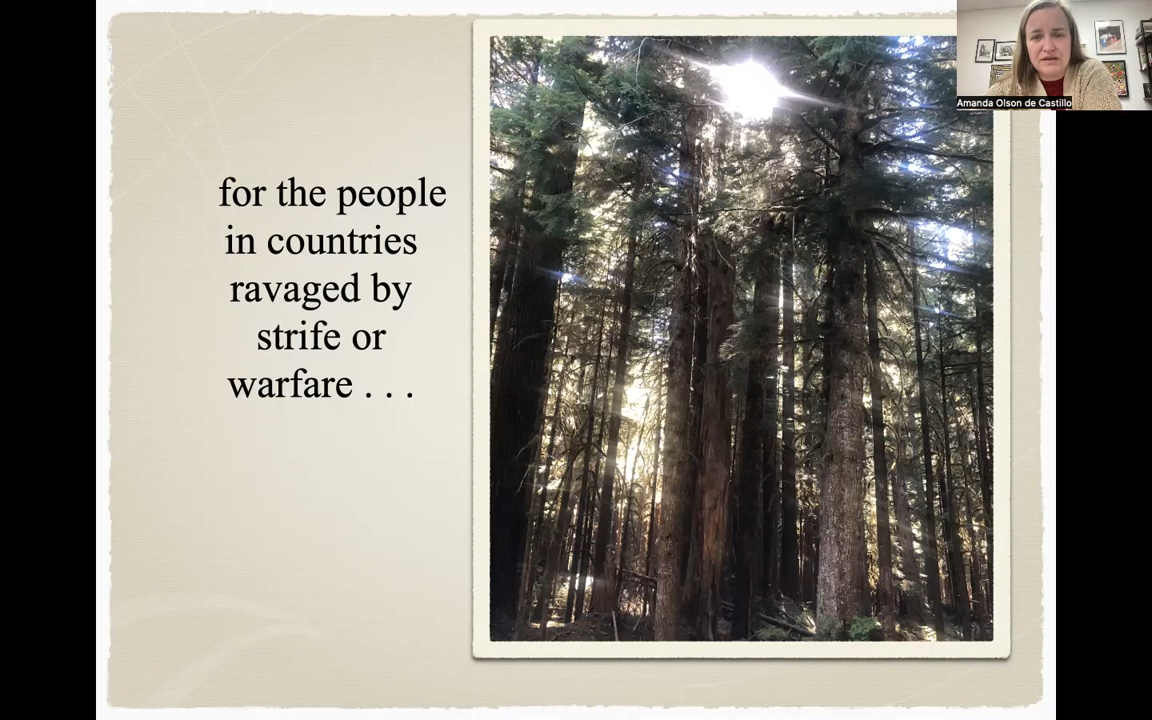 for the people
in countries
ravaged by
strife or
warfare . . .
Amanda Olson de Castillo